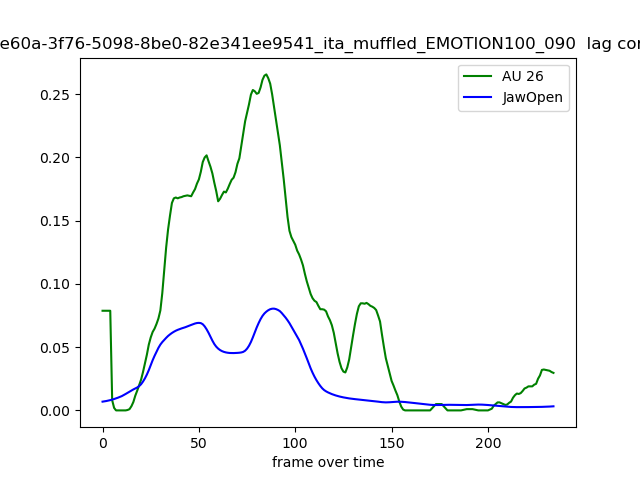 e60a-3f76-5098-8be0-82e341ee9541_ita_muffled_EMOTION100_090 lag cor
AU 26
JawOpen
0.25
0.20
0.15
0.10
0.05
0.00
0 50 100 150 200
frame over time